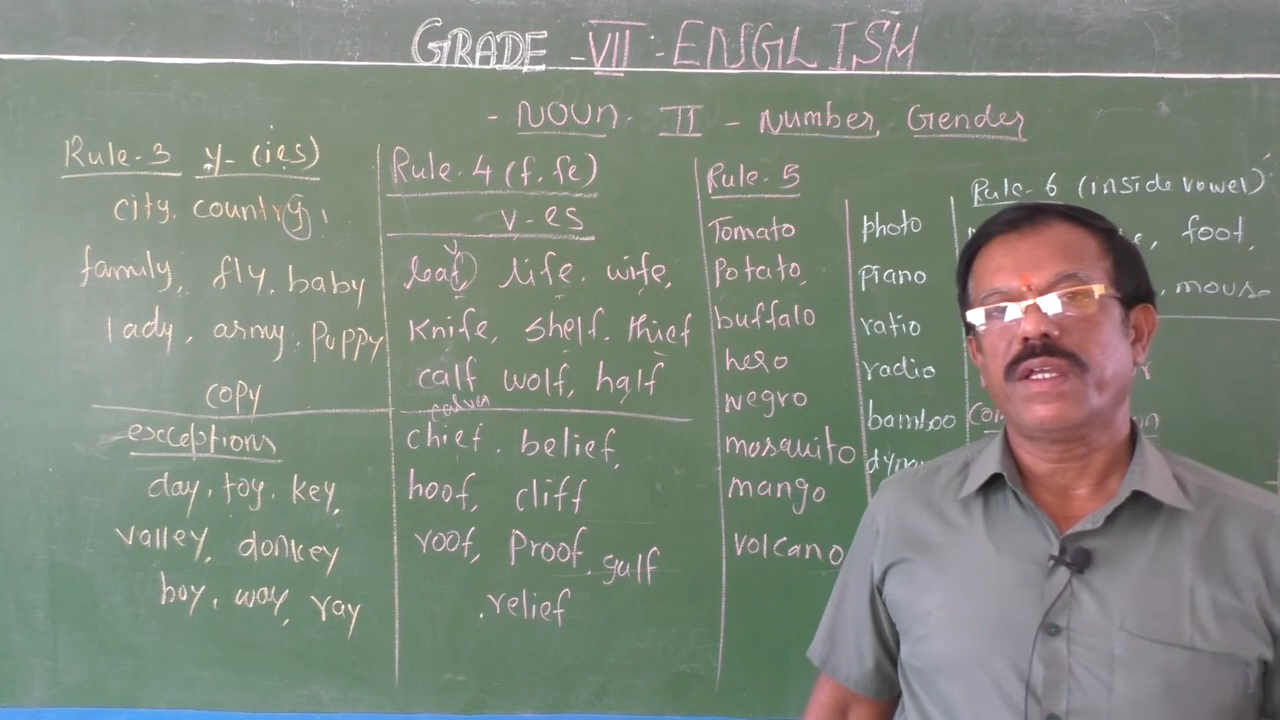 GRADE - VII - ENGLISH
- NOUN. II - Number, Gender
Rule-3 y-(ies)
city, country,
family, fly, baby
lady, army, puppy
copy
exceptions
day, toy, key,
valley, donkey
boy, way, ray
Rule-4 (f, fe)
v-es
v
leaf, life, wife,
knife, shelf, thief
calf, wolf, half
calves
chief, belief,
hoof, cliff
roof, proof, gulf
.relief
Rule-5
Tomato
Potato
buffalo
hero
negro
mosquito
mango
volcano
photo
piano
ratio
radio
bamboo
Rule-6 (inside vowel)
foot,
mouse